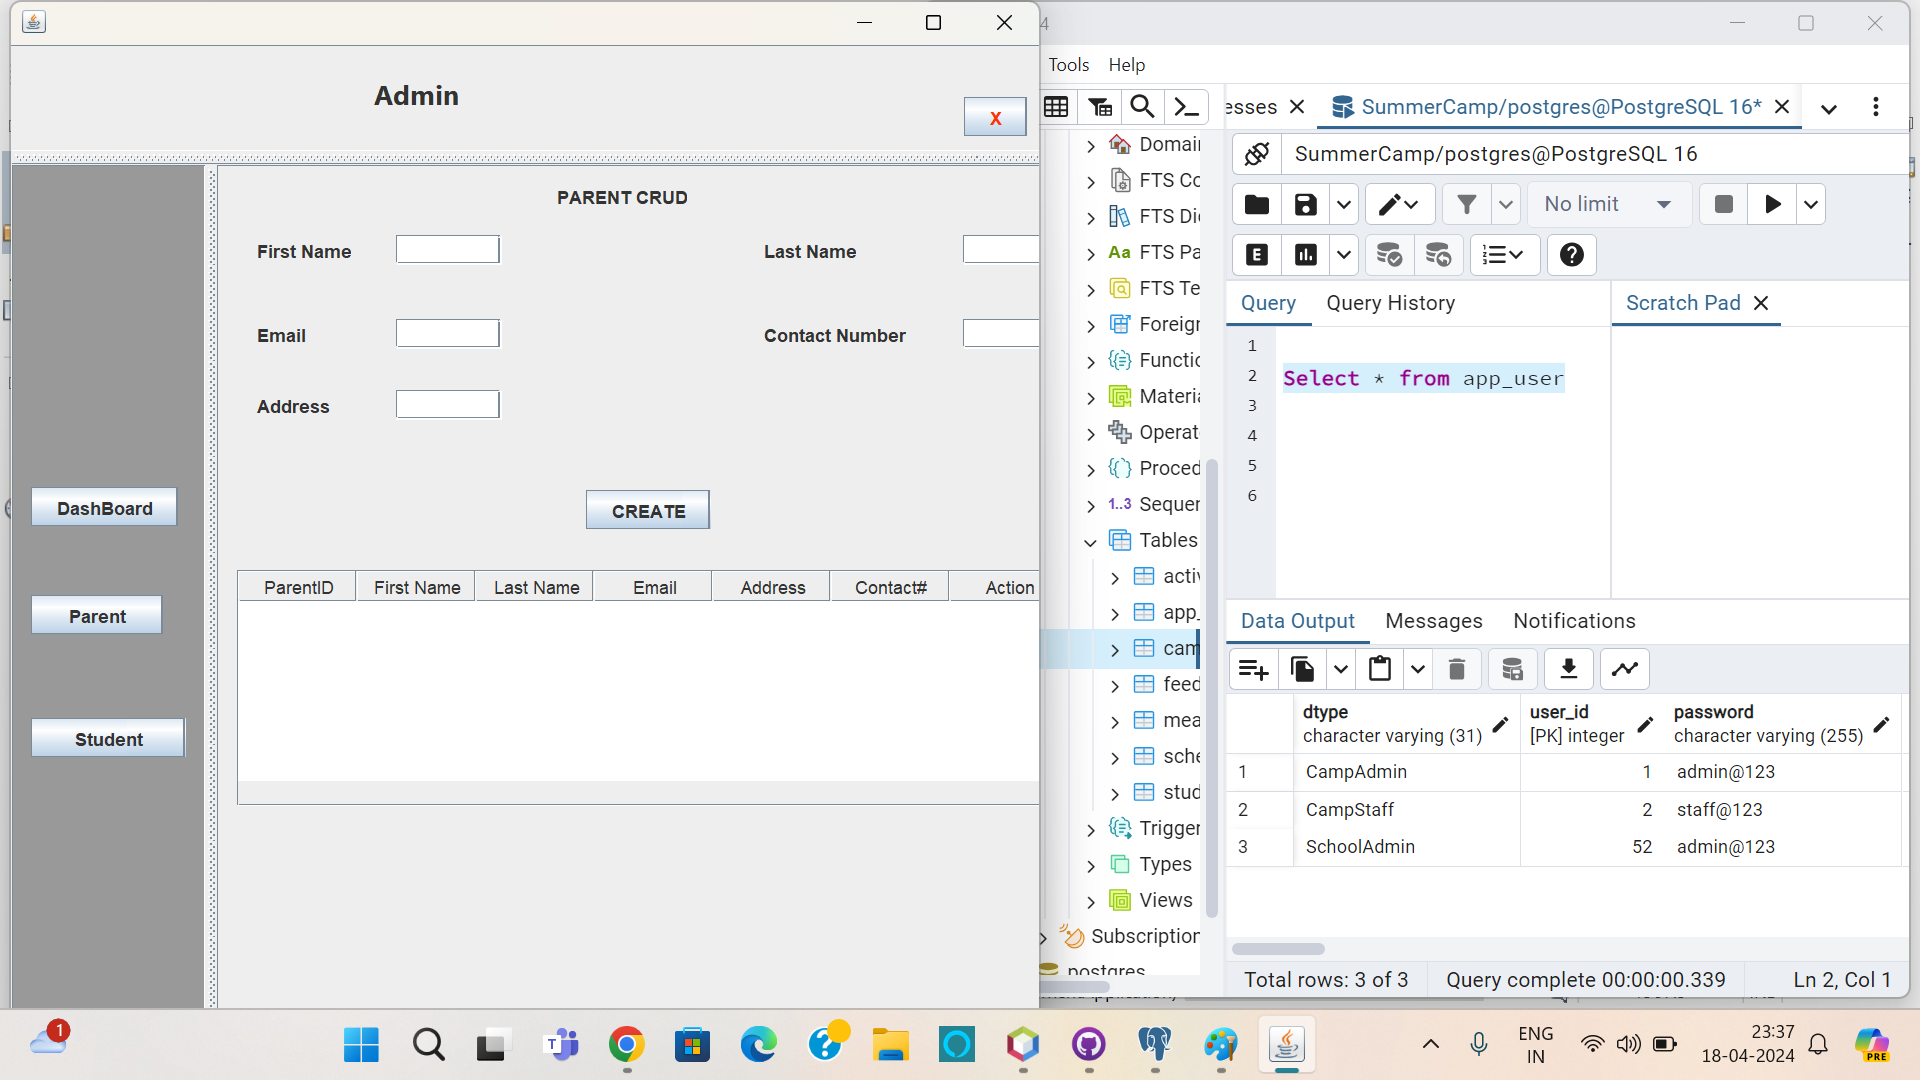 Admin
X
PARENT CRUD
First Name
Last Name
Email
Contact Number
Address
DashBoard
CREATE
Parent
Student
ParentID First Name Last Name Email Address Contact# Action
4
Tools Help
esses
SummerCamp/postgres@PostgreSQL 16*
SummerCamp/postgres@PostgreSQL 16
No limit
E
Query Query History
Scratch Pad
1
2 Select * from app_user
3
4
5
6
Domai
FTS Co
FTS Di
Aa FTS Pa
FTS Te
Foreig
Functio
Materi
Operat
Proced
1..3 Sequer
Tables
activ
app_
cam
feed
mea
sche
stud
Trigger
Types
Views
Subscription
postgres
Data Output Messages Notifications
dtype user_id password
character varying (31) [PK] integer character varying (255)
1 CampAdmin 1 admin@123
2 CampStaff 2 staff@123
3 SchoolAdmin 52 admin@123
Total rows: 3 of 3 Query complete 00:00:00.339 Ln 2, Col 1
1
ENG
IN
23:37
18-04-2024
PRE